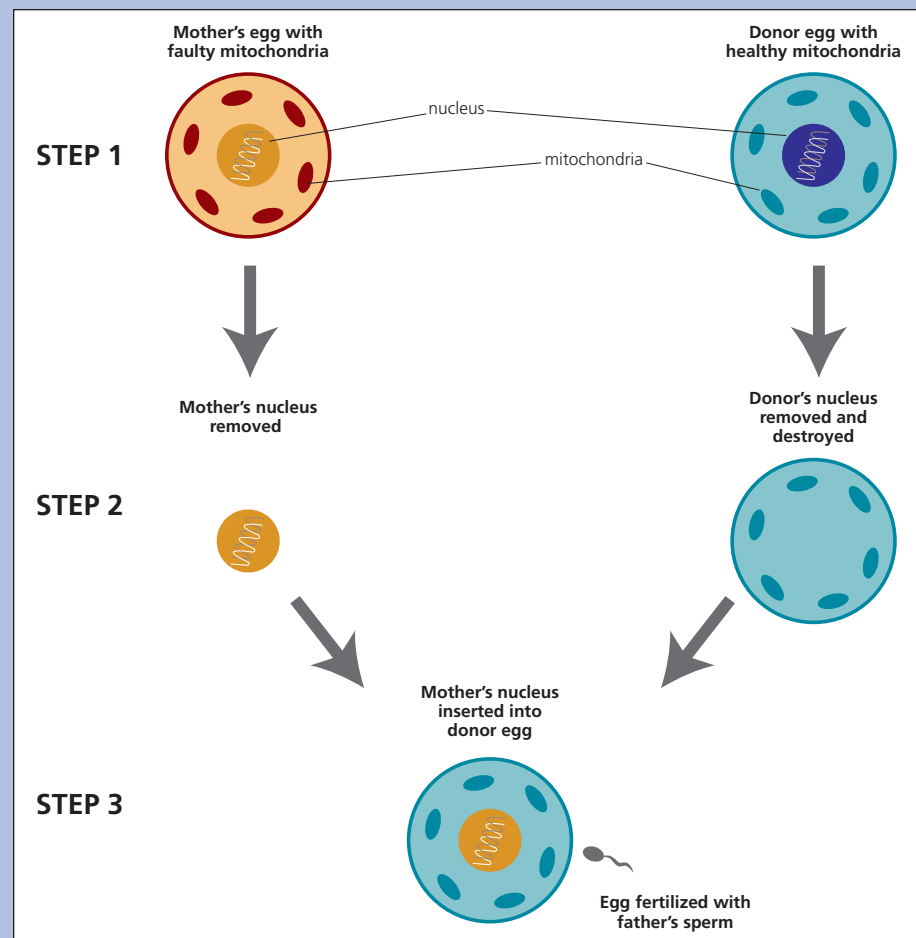 Mother's egg with
faulty mitochondria
Donor egg with
healthy mitochondria
nucleus
STEP 1
mitochondria
Mother's nucleus
removed
Donor's nucleus
removed and
destroyed
STEP 2
Mother's nucleus
inserted into
donor egg
STEP 3
Egg fertilized with
father's sperm